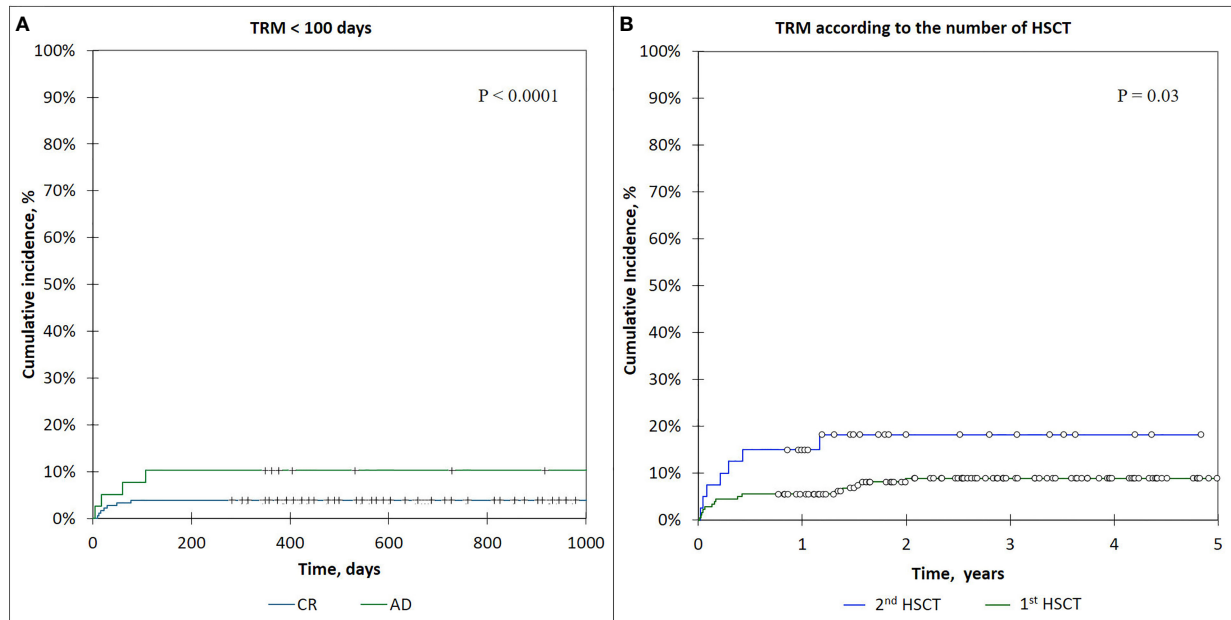 A
TRM < 100 days
100%
90%
80%
70%
60%
50%
40%
30%
20%
10%
0%
Cumulative incidence, %
P < 0.0001
0 200 400 600 800 1000
Time, days
CR AD
B
TRM according to the number of HSCT
100%
90%
80%
70%
60%
50%
40%
30%
20%
10%
0%
Cumulative Incidence, %
P = 0.03
0 1 2 3 4 5
Time, years
2nd HSCT 1st HSCT